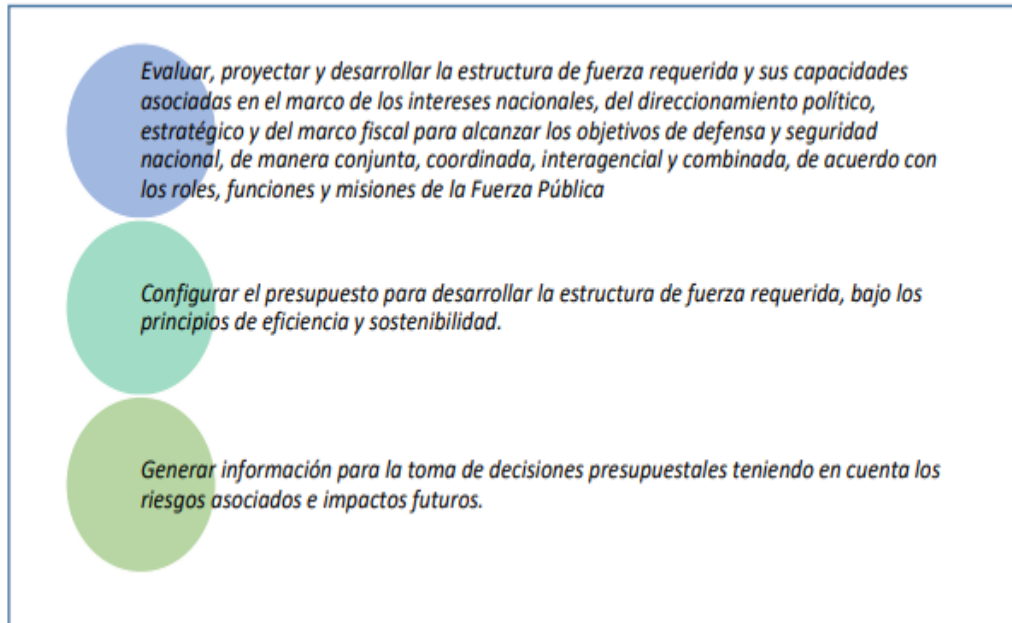 Evaluar, proyectar y desarrollar la estructura de fuerza requerida y sus capacidades
asociadas en el marco de los intereses nacionales, del direccionamiento político,
estratégico y del marco fiscal para alcanzar los objetivos de defensa y seguridad
nacional, de manera conjunta, coordinada, interagencial y combinada, de acuerdo con
los roles, funciones y misiones de la Fuerza Pública
Configurar el presupuesto para desarrollar la estructura de fuerza requerida, bajo los
principios de eficiencia y sostenibilidad.
Generar información para la toma de decisiones presupuestales teniendo en cuenta los
riesgos asociados e impactos futuros.